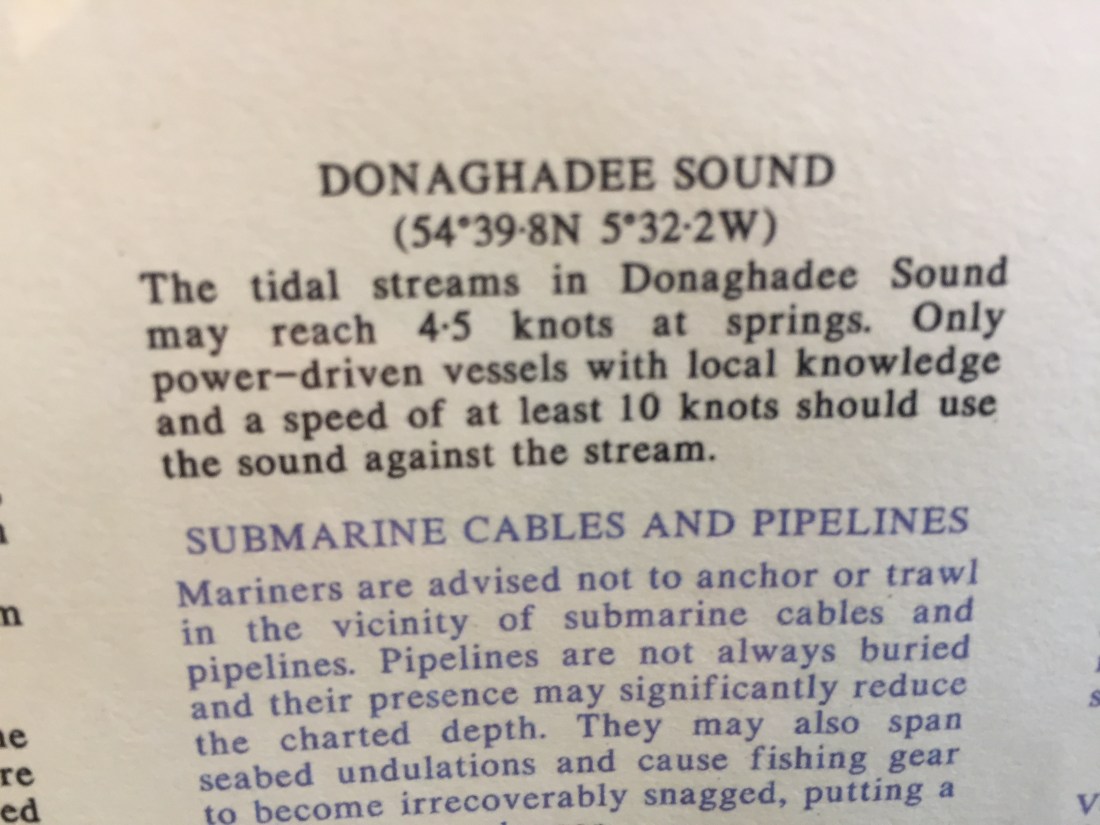 DONAGHADEE SOUND
(54°39·8N 5°32·2W)
The tidal streams in Donaghadee Sound
may reach 4·5 knots at springs. Only
power–driven vessels with local knowledge
and a speed of at least 10 knots should use
the sound against the stream.
SUBMARINE CABLES AND PIPELINES
Mariners are advised not to anchor or trawl
in the vicinity of submarine cables and
pipelines. Pipelines are not always buried
and their presence may significantly reduce
the charted depth. They may also span
seabed undulations and cause fishing gear
to become irrecoverably snagged, putting a